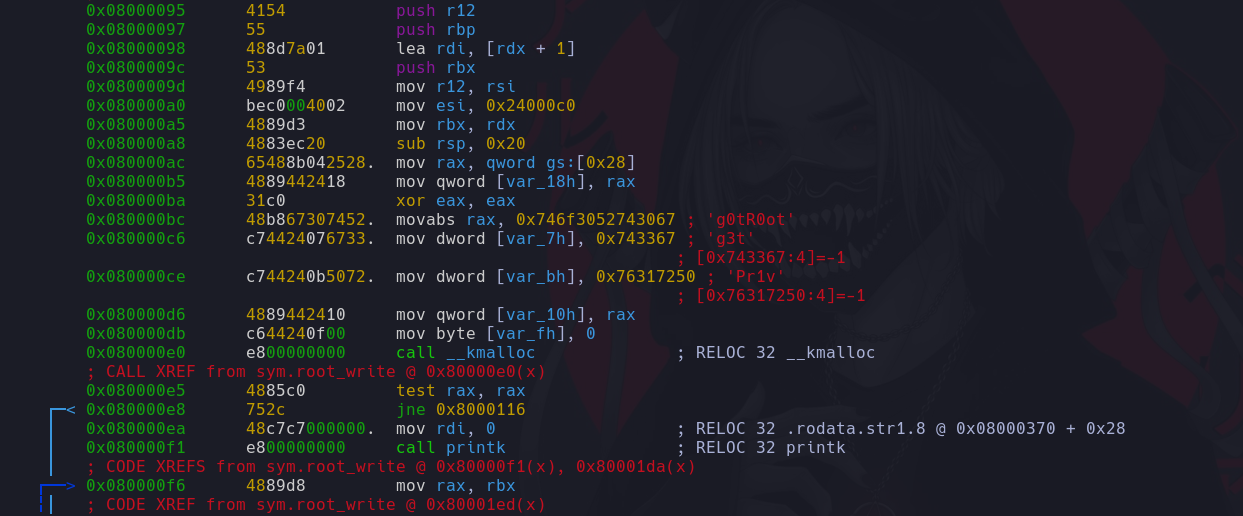 0x08000095 4154 push r12
0x08000097 55 push rbp
0x08000098 488d7a01 lea rdi, [rdx + 1]
0x0800009c 53 push rbx
0x0800009d 4989f4 mov r12, rsi
0x080000a0 bec0004002 mov esi, 0x24000c0
0x080000a5 4889d3 mov rbx, rdx
0x080000a8 4883ec20 sub rsp, 0x20
0x080000ac 65488b042528. mov rax, qword gs:[0x28]
0x080000b5 4889442418 mov qword [var_18h], rax
0x080000ba 31c0 xor eax, eax
0x080000bc 48b867307452. movabs rax, 0x746f3052743067 ; 'g0tR0ot'
0x080000c6 c74424076733. mov dword [var_7h], 0x743367 ; 'g3t'
; [0x743367:4]=-1
0x080000ce c744240b5072. mov dword [var_bh], 0x76317250 ; 'Pr1v'
; [0x76317250:4]=-1
0x080000d6 4889442410 mov qword [var_10h], rax
0x080000db c644240f00 mov byte [var_fh], 0
0x080000e0 e800000000 call __kmalloc ; RELOC 32 __kmalloc
; CALL XREF from sym.root_write @ 0x80000e0(x)
0x080000e5 4885c0 test rax, rax
< 0x080000e8 752c jne 0x8000116
0x080000ea 48c7c7000000. mov rdi, 0 ; RELOC 32 .rodata.str1.8 @ 0x08000370 + 0x28
0x080000f1 e800000000 call printk ; RELOC 32 printk
; CODE XREFS from sym.root_write @ 0x80000f1(x), 0x80001da(x)
> 0x080000f6 4889d8 mov rax, rbx
; CODE XREF from sym.root_write @ 0x80001ed(x)